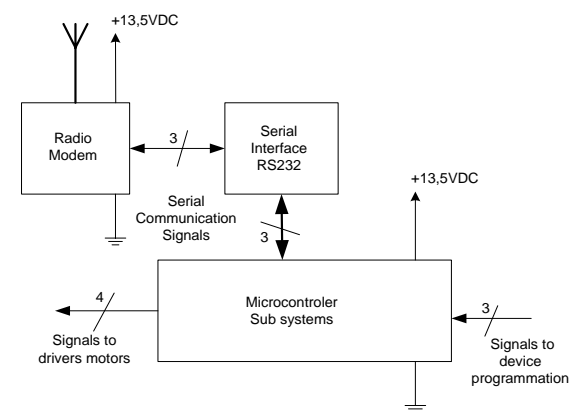 +13,5VDC
Radio
Modem
3
Serial
Interface
RS232
Serial
Communication
Signals
3
+13,5VDC
4
Signals to
drivers motors
Microcontroler
Sub systems
3
Signals to
device
programmation